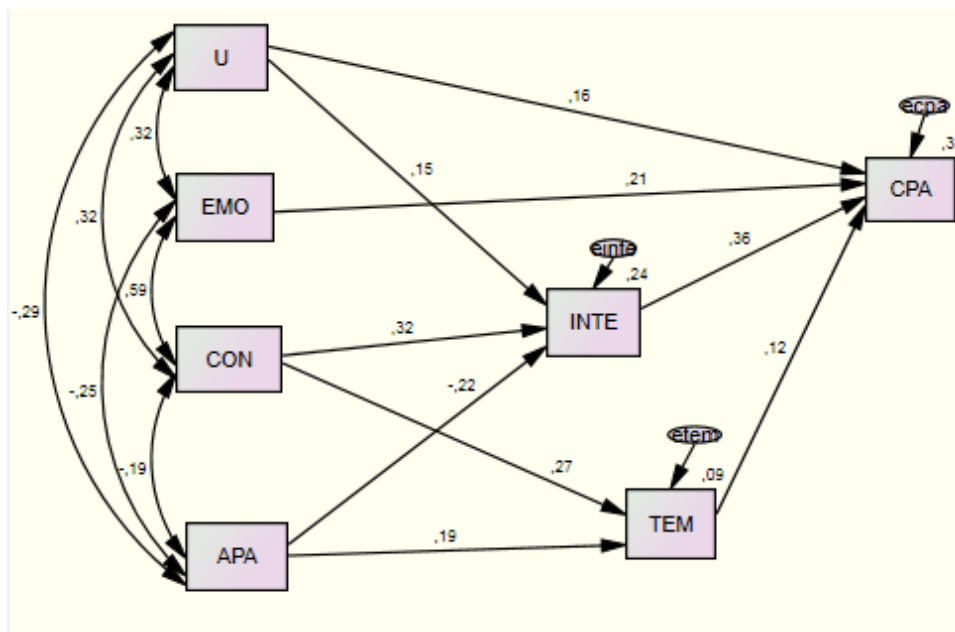 U
,16
ecpa
,3
CPA
,32
,15
,21
EMO
,32
,36
einte
,24
INTE
,59
-,29
,32
CON
-,22
,12
-,25
-,19
,27
etem
,09
TEM
APA
,19